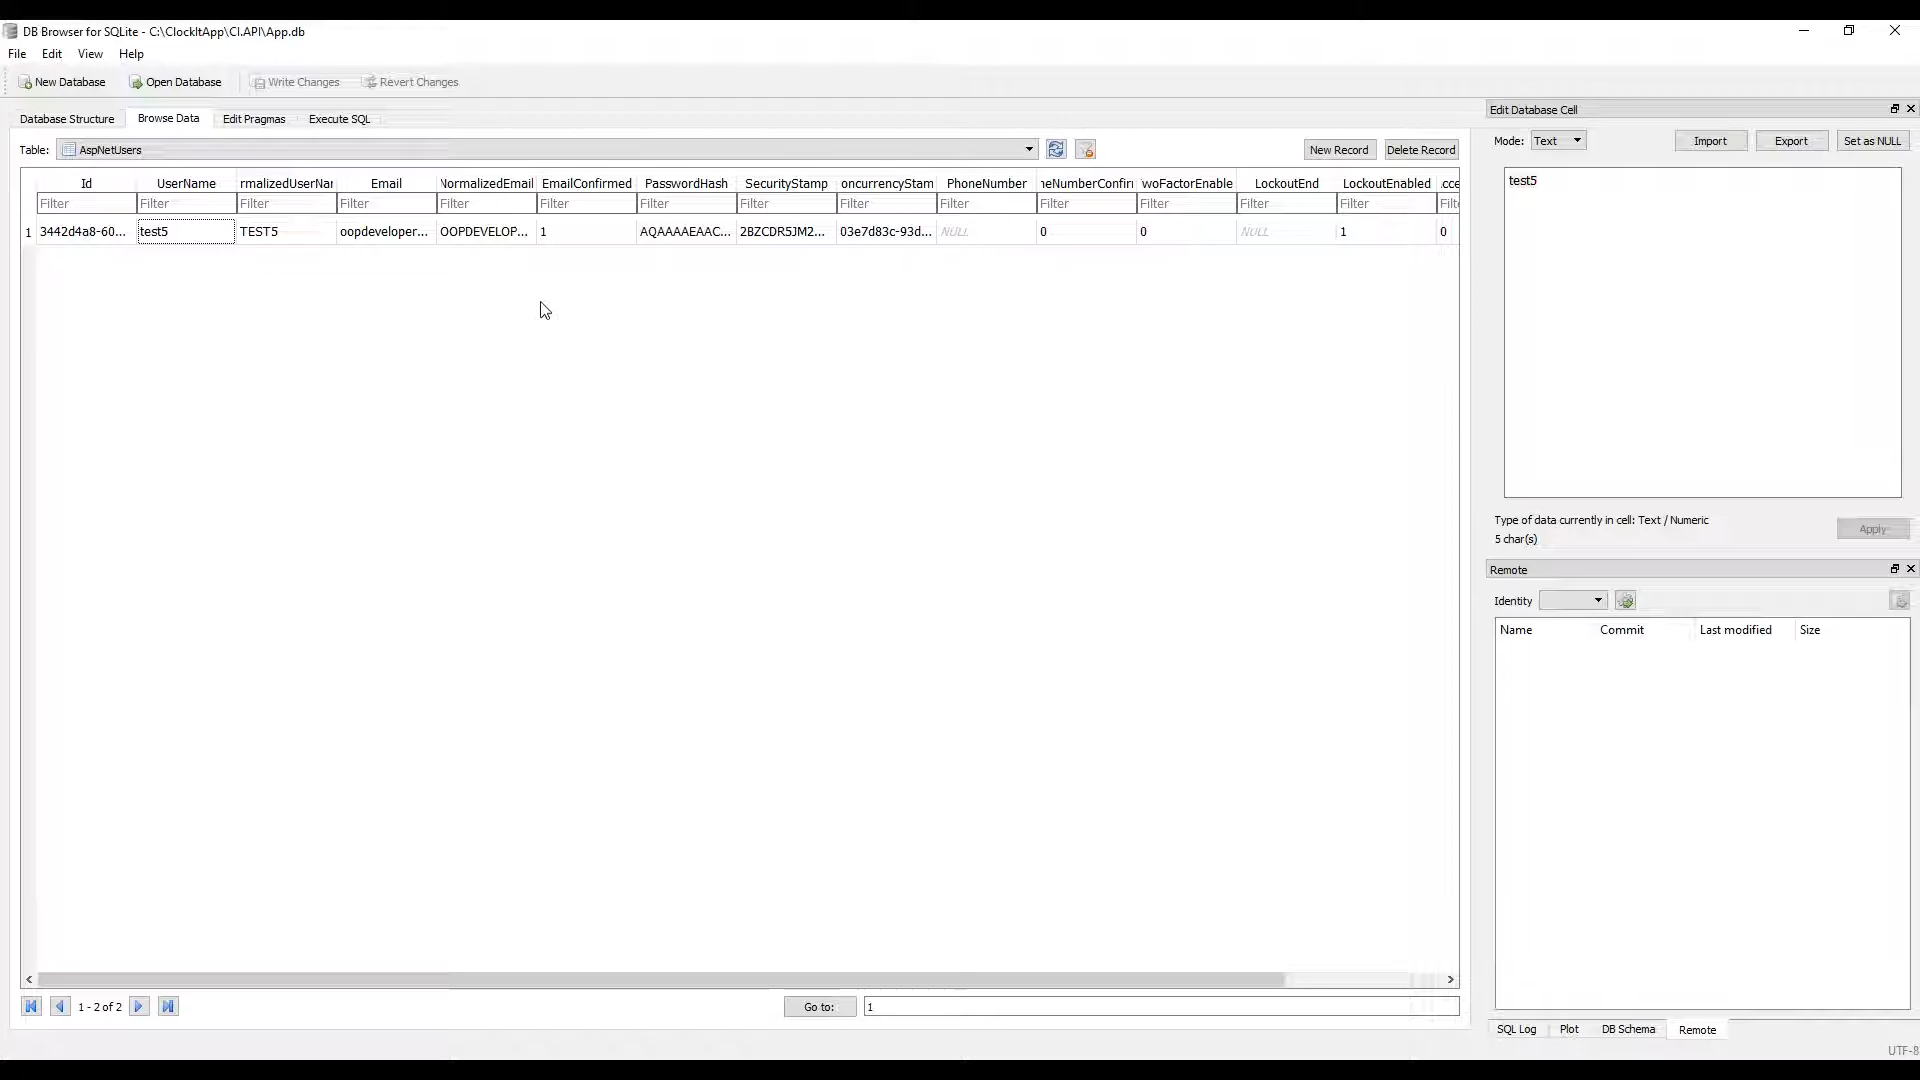 DB Browser for SQLite - C:\ClockItApp\CI.API\App.db
File Edit View Help
New Database Open Database Write Changes Revert Changes
Database Structure Browse Data Edit Pragmas Execute SQL
Table: AspNetUsers New Record Delete Record
Id UserName rmalizedUserNar Email NormalizedEmail EmailConfirmed PasswordHash SecurityStamp oncurrencyStam PhoneNumber neNumberConfirm woFactorEnable LockoutEnd LockoutEnabled cce
Filter Filter Filter Filter Filter Filter Filter Filter Filter Filter Filter Filter Filter Filter Filt
1 3442d4a8-60... test5 TEST5 oopdeveloper... OOPDEVELOP... 1 AQAAAAEAAC... 2BZCDR5JM2... 03e7d83c-93d... NULL 0 0 NULL 1 0
1 - 2 of 2 Go to: 1
Edit Database Cell
Mode: Text Import Export Set as NULL
test5
Type of data currently in cell: Text / Numeric
5 char(s)
Apply
Remote
Identity
Name Commit Last modified Size
SQL Log Plot DB Schema Remote
UTF-8